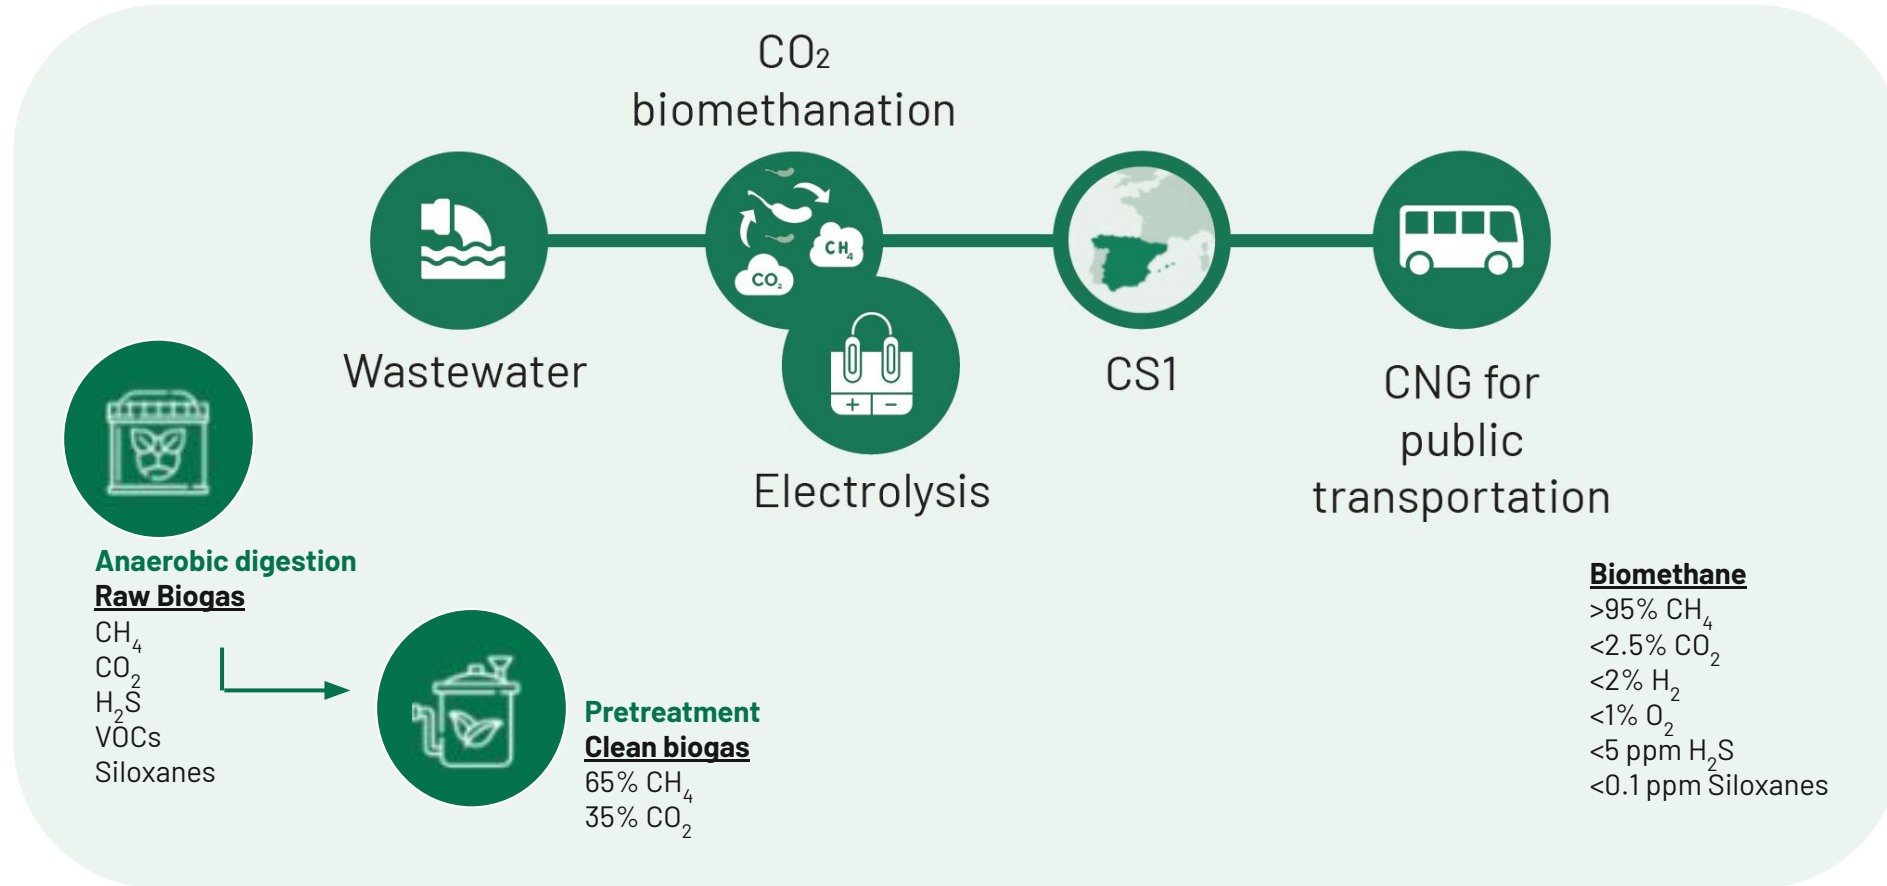 CO₂
biomethanation
CH₄
CO₂
+ −
Wastewater
CS1
CNG for
public
transportation
Electrolysis
Anaerobic digestion
Raw Biogas
CH₄
CO₂
H₂S
VOCs
Siloxanes
Pretreatment
Clean biogas
65% CH₄
35% CO₂
Biomethane
>95% CH₄
<2.5% CO₂
<2% H₂
<1% O₂
<5 ppm H₂S
<0.1 ppm Siloxanes